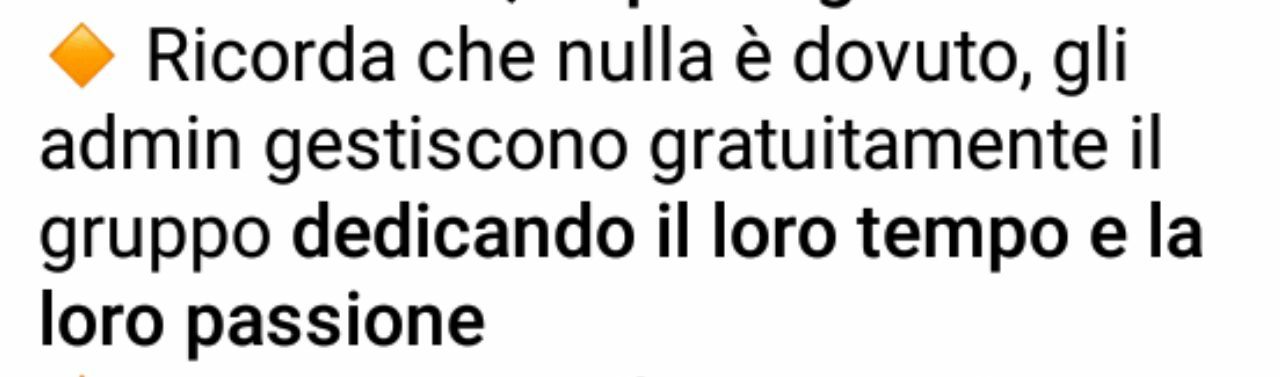 🔶 Ricorda che nulla è dovuto, gli
admin gestiscono gratuitamente il
gruppo dedicando il loro tempo e la
loro passione